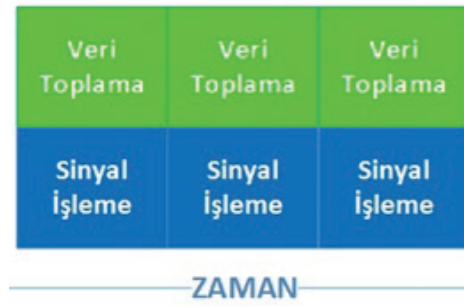 Veri
Toplama
Veri
Toplama
Veri
Toplama
Sinyal
İşleme
Sinyal
İşleme
Sinyal
İşleme
ZAMAN